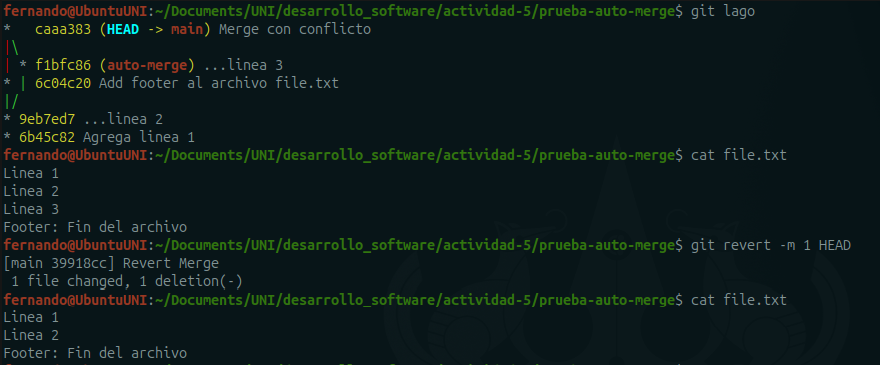 fernando@UbuntuUNI:~/Documents/UNI/desarrollo_software/actividad-5/prueba-auto-merge$ git lago
*   caaa383 (HEAD -> main) Merge con conflicto
|\
| * f1bfc86 (auto-merge) ...linea 3
* | 6c04c20 Add footer al archivo file.txt
|/
* 9eb7ed7 ...linea 2
* 6b45c82 Agrega linea 1
fernando@UbuntuUNI:~/Documents/UNI/desarrollo_software/actividad-5/prueba-auto-merge$ cat file.txt
Linea 1
Linea 2
Linea 3
Footer: Fin del archivo
fernando@UbuntuUNI:~/Documents/UNI/desarrollo_software/actividad-5/prueba-auto-merge$ git revert -m 1 HEAD
[main 39918cc] Revert Merge
 1 file changed, 1 deletion(-)
fernando@UbuntuUNI:~/Documents/UNI/desarrollo_software/actividad-5/prueba-auto-merge$ cat file.txt
Linea 1
Linea 2
Footer: Fin del archivo